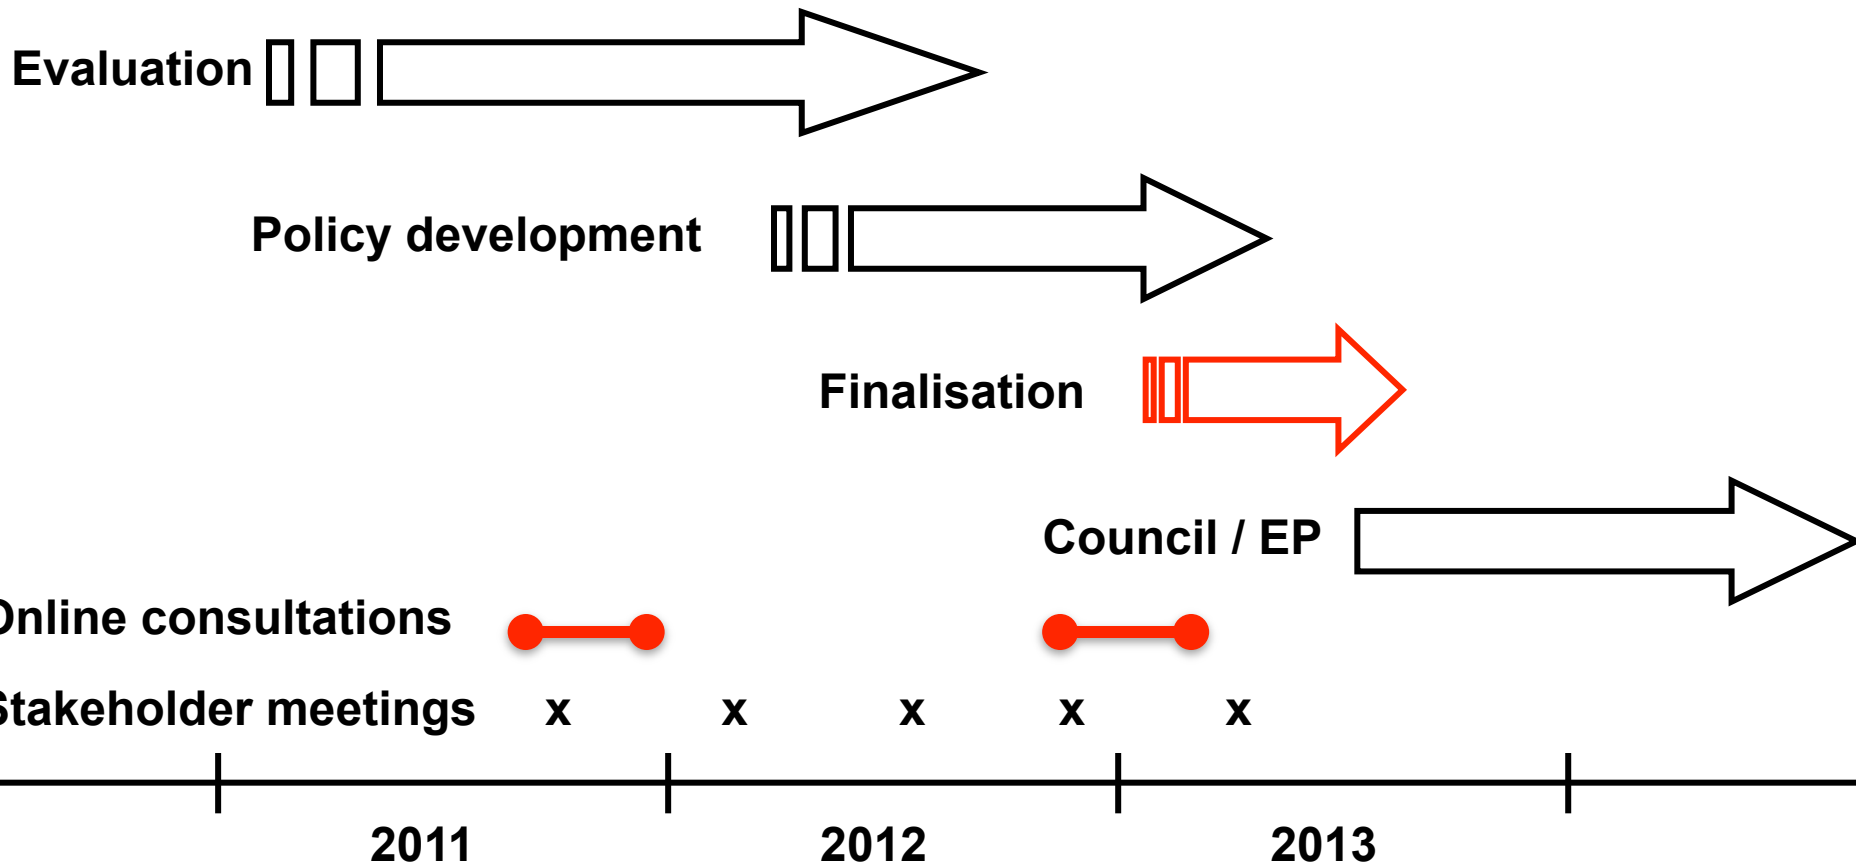 Evaluation
Policy development
Finalisation
Council / EP
Online consultations
Stakeholder meetings x x x x x
2011 2012 2013